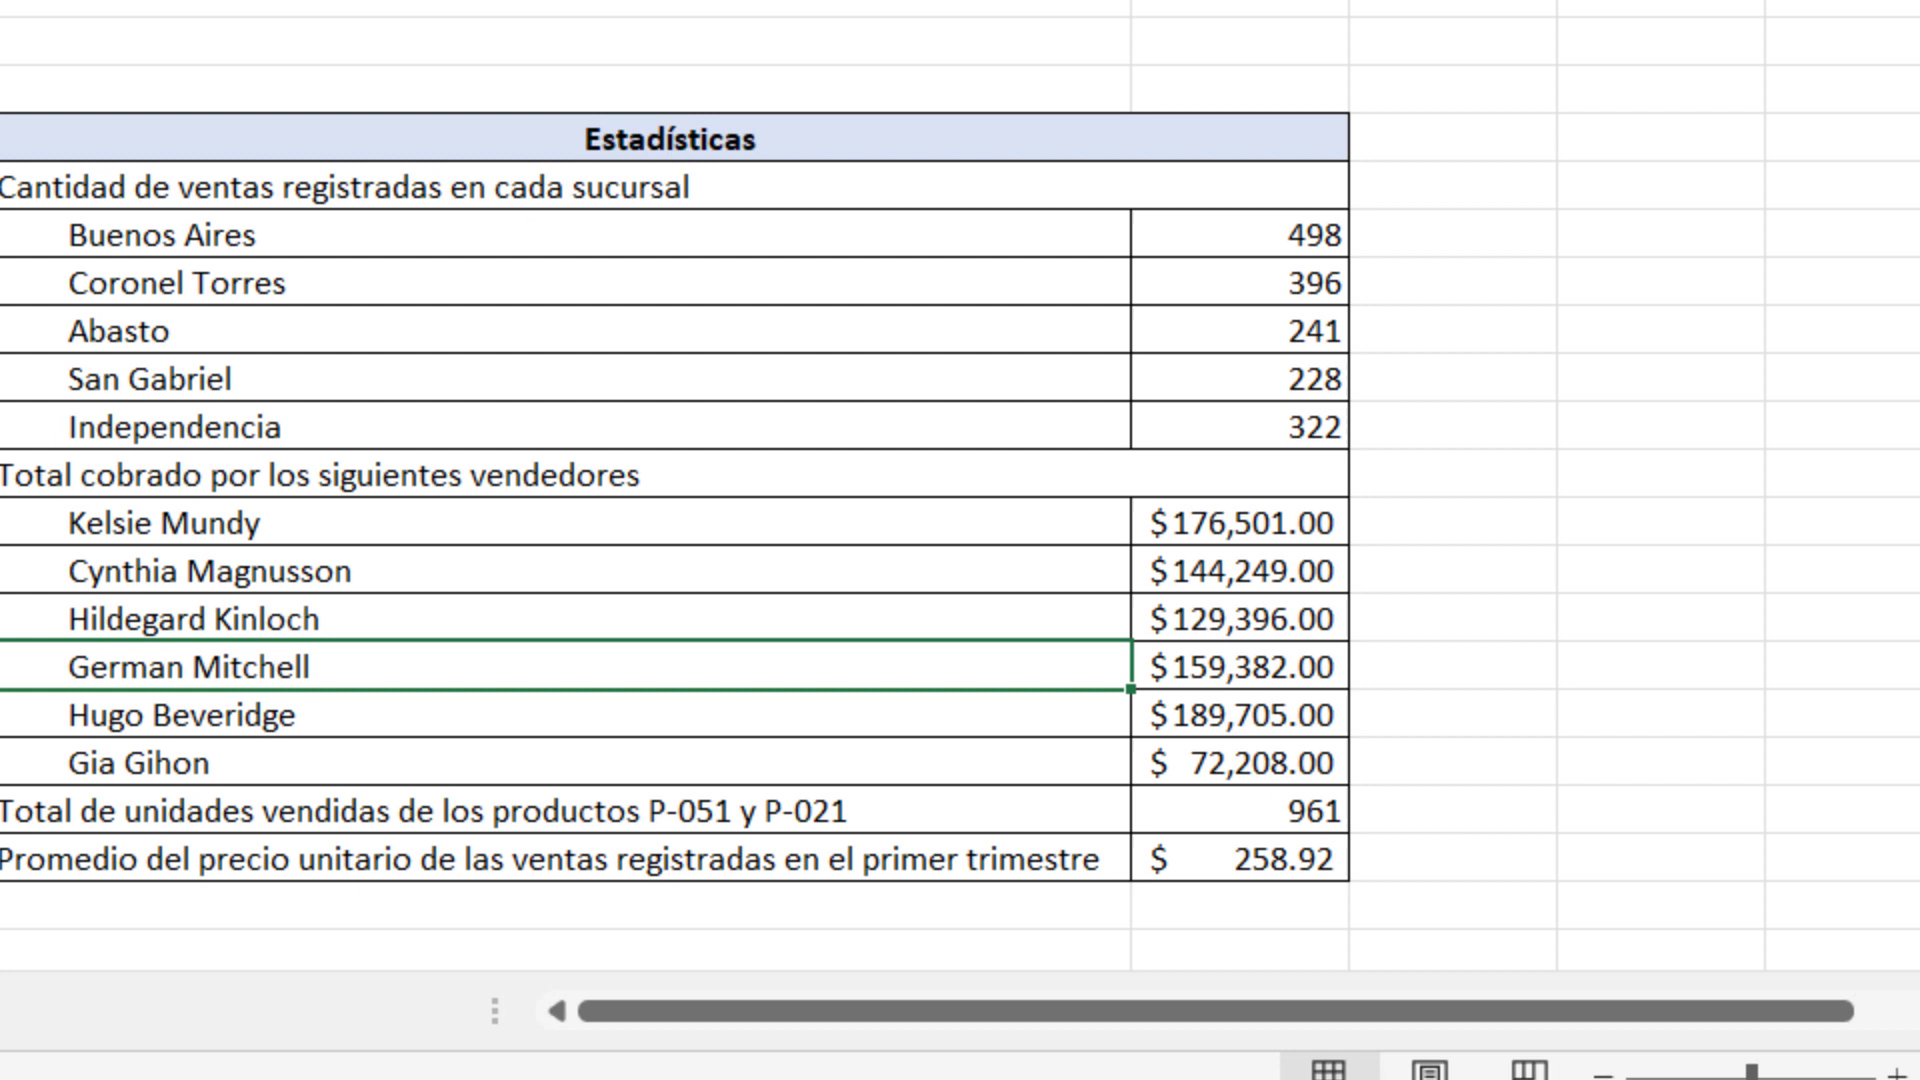 Estadísticas
Cantidad de ventas registradas en cada sucursal
Buenos Aires 498
Coronel Torres 396
Abasto 241
San Gabriel 228
Independencia 322
Total cobrado por los siguientes vendedores
Kelsie Mundy $176,501.00
Cynthia Magnusson $144,249.00
Hildegard Kinloch $129,396.00
German Mitchell $159,382.00
Hugo Beveridge $189,705.00
Gia Gihon $ 72,208.00
Total de unidades vendidas de los productos P-051 y P-021 961
Promedio del precio unitario de las ventas registradas en el primer trimestre $ 258.92